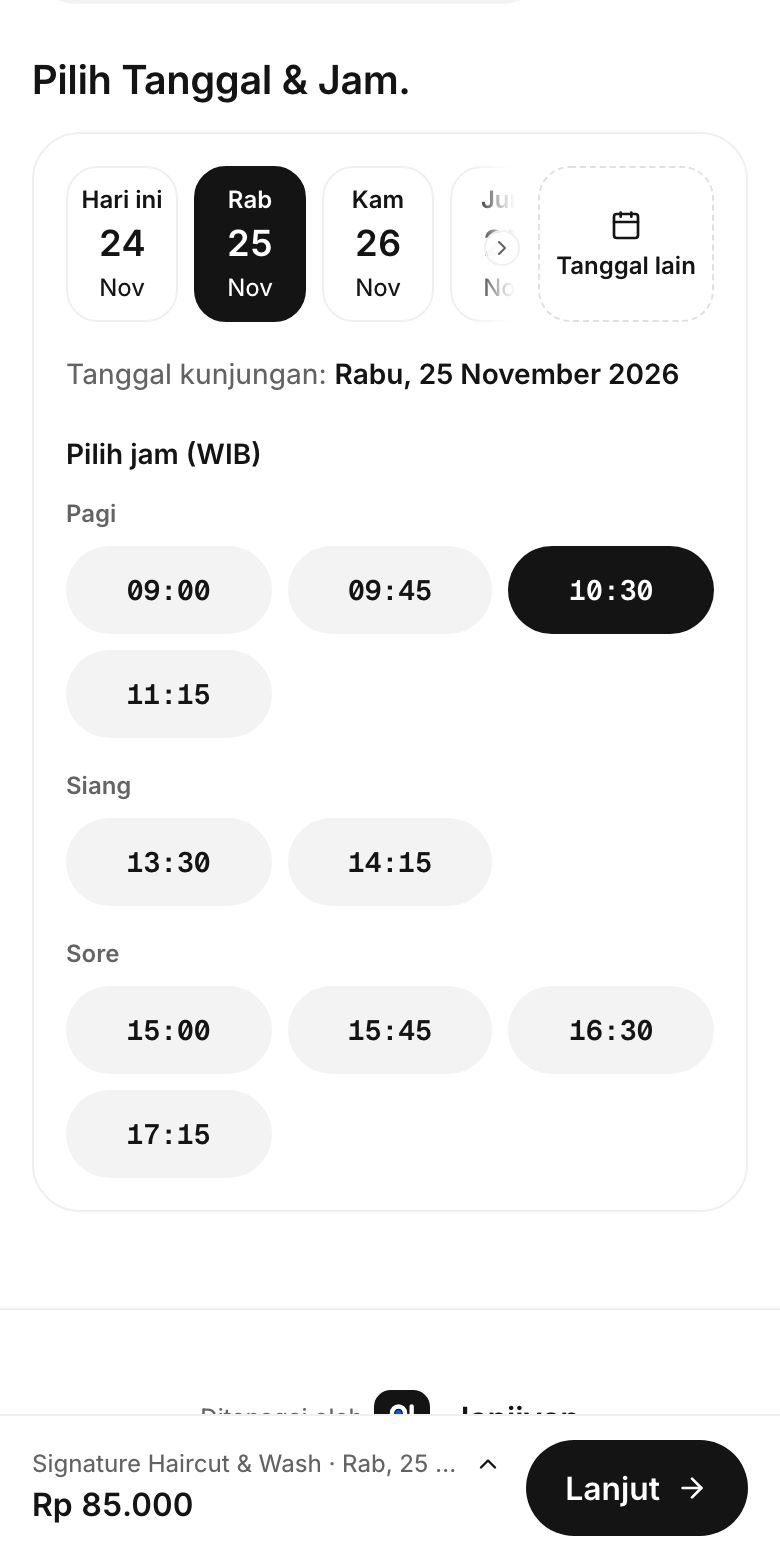 Pilih Tanggal & Jam.
Hari ini
24
Nov
Rab
25
Nov
Kam
26
Nov
Tanggal lain
Tanggal kunjungan: Rabu, 25 November 2026
Pilih jam (WIB)
Pagi
09:00 09:45 10:30
11:15
Siang
13:30 14:15
Sore
15:00 15:45 16:30
17:15
Signature Haircut & Wash · Rab, 25 ...
Rp 85.000
Lanjut